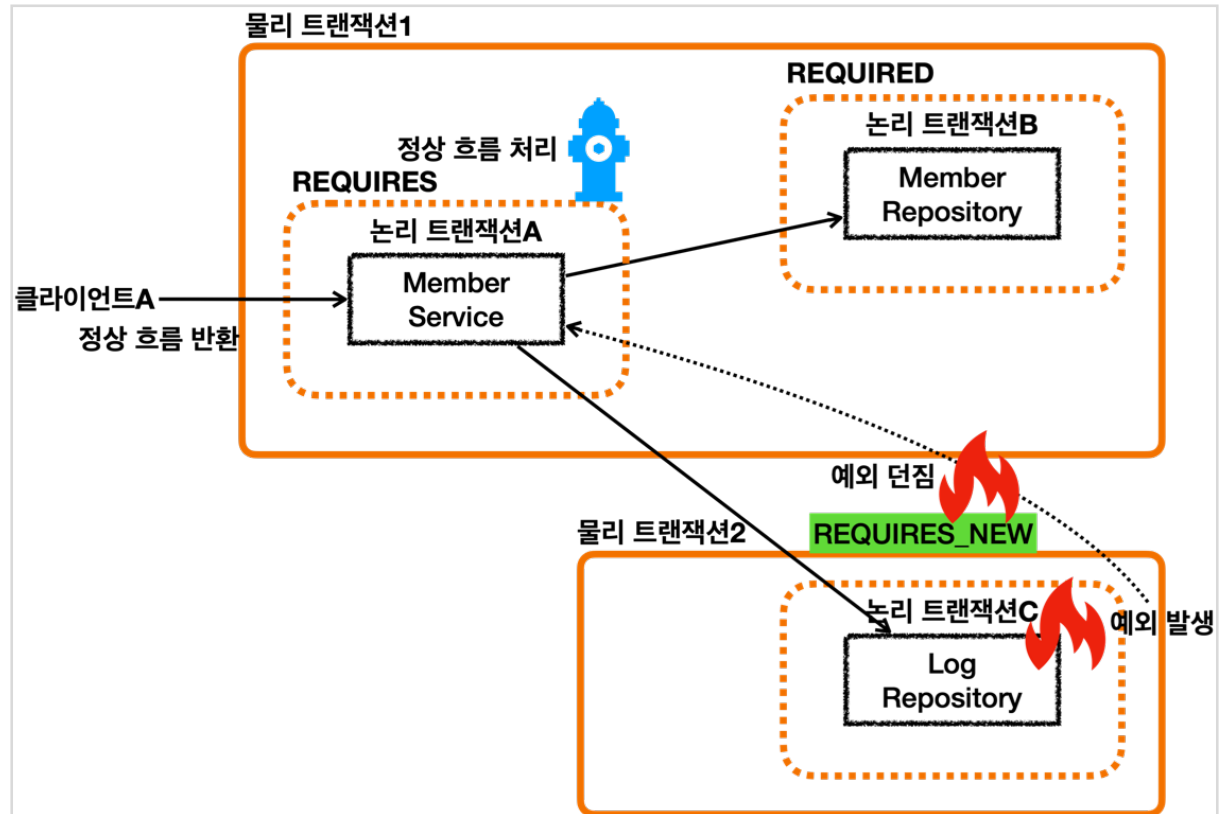 물리 트랜잭션1
REQUIRED
논리 트랜잭션B
Member
Repository
정상 흐름 처리
REQUIRES
논리 트랜잭션A
Member
Service
클라이언트A
정상 흐름 반환
예외 던짐
물리 트랜잭션2
REQUIRES_NEW
논리 트랜잭션C
예외 발생
Log
Repository